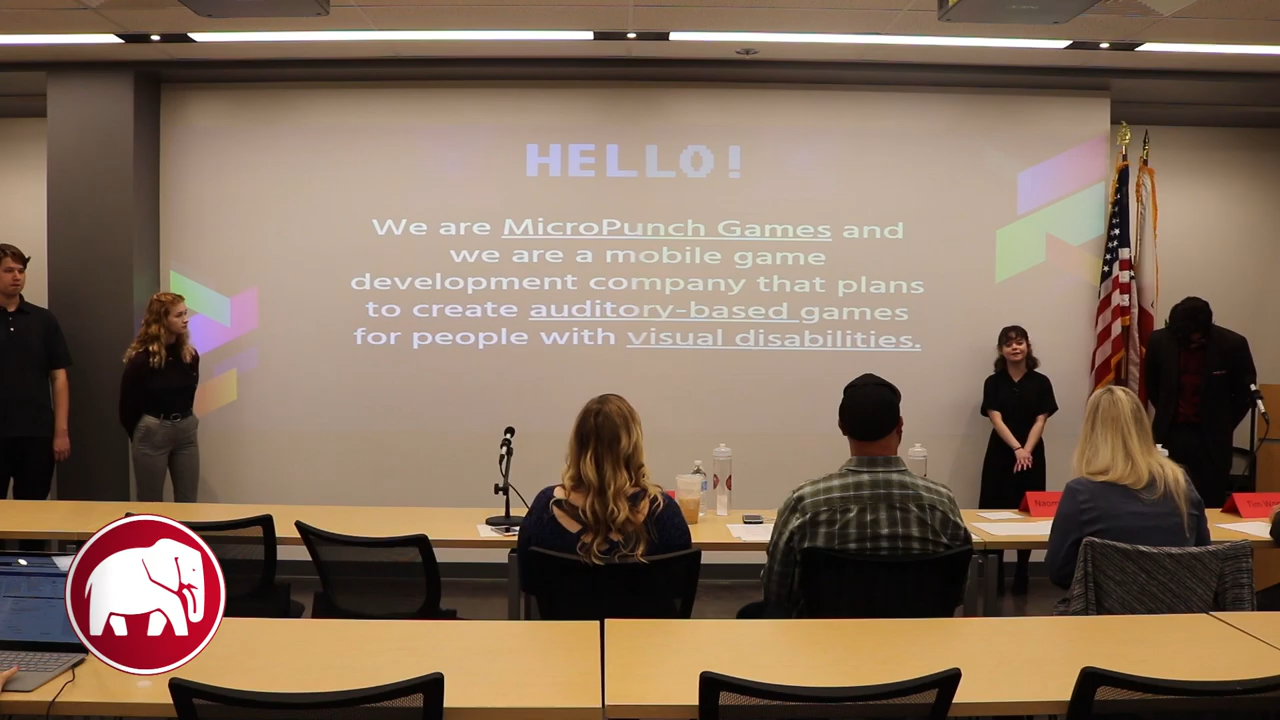 HELLO!
We are MicroPunch Games and
we are a mobile game
development company that plans
to create auditory-based games
for people with visual disabilities.